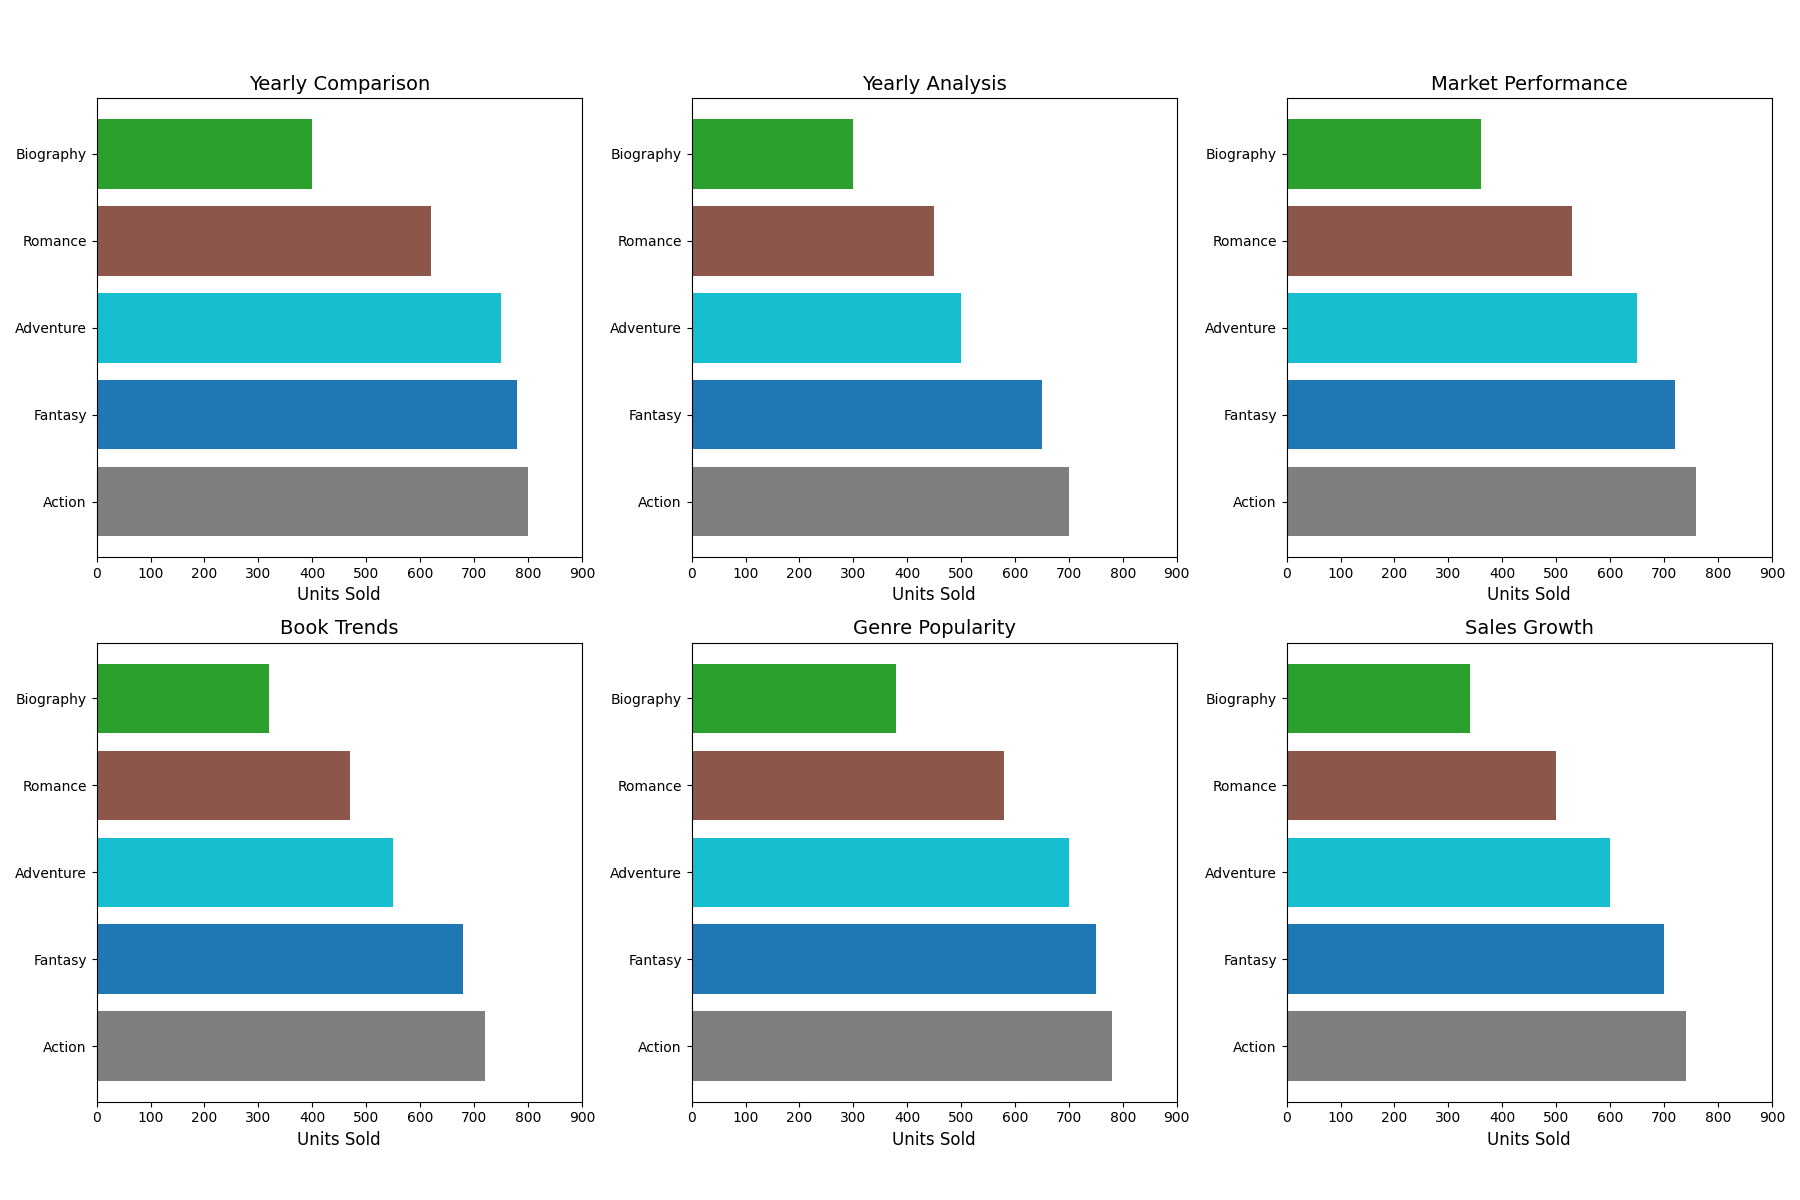 Yearly Comparison
Biography
Romance
Adventure
Fantasy
Action
0 100 200 300 400 500 600 700 800 900
Units Sold
Yearly Analysis
Biography
Romance
Adventure
Fantasy
Action
0 100 200 300 400 500 600 700 800 900
Units Sold
Market Performance
Biography
Romance
Adventure
Fantasy
Action
0 100 200 300 400 500 600 700 800 900
Units Sold
Book Trends
Biography
Romance
Adventure
Fantasy
Action
0 100 200 300 400 500 600 700 800 900
Units Sold
Genre Popularity
Biography
Romance
Adventure
Fantasy
Action
0 100 200 300 400 500 600 700 800 900
Units Sold
Sales Growth
Biography
Romance
Adventure
Fantasy
Action
0 100 200 300 400 500 600 700 800 900
Units Sold